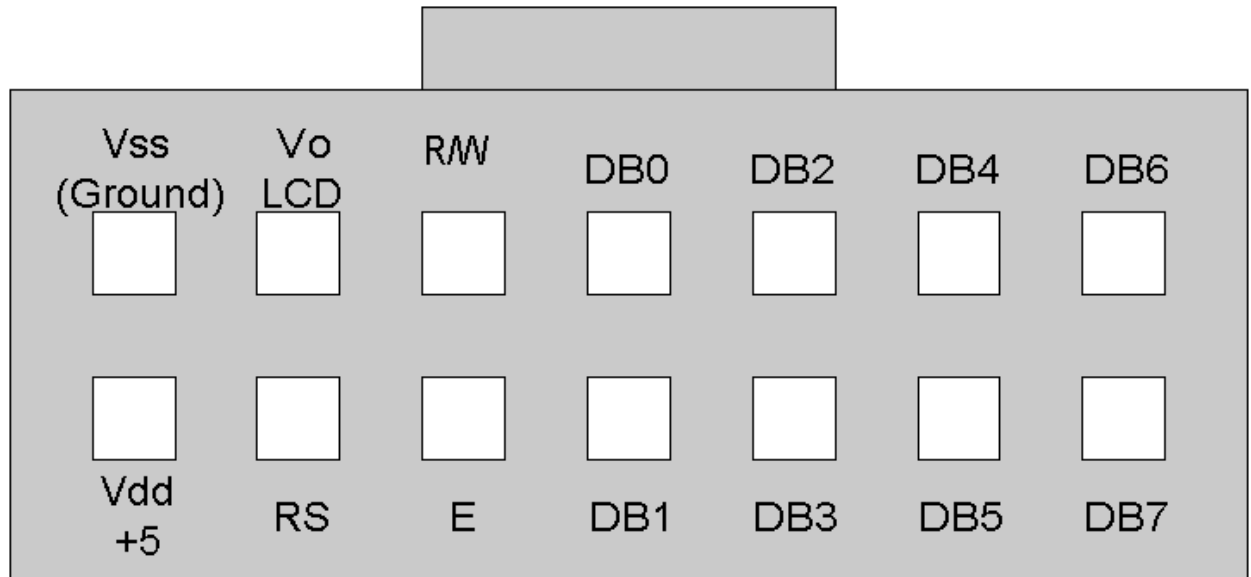 Vss
(Ground)
Vo
LCD
R/W
DB0
DB2
DB4
DB6
Vdd
+5
RS
E
DB1
DB3
DB5
DB7